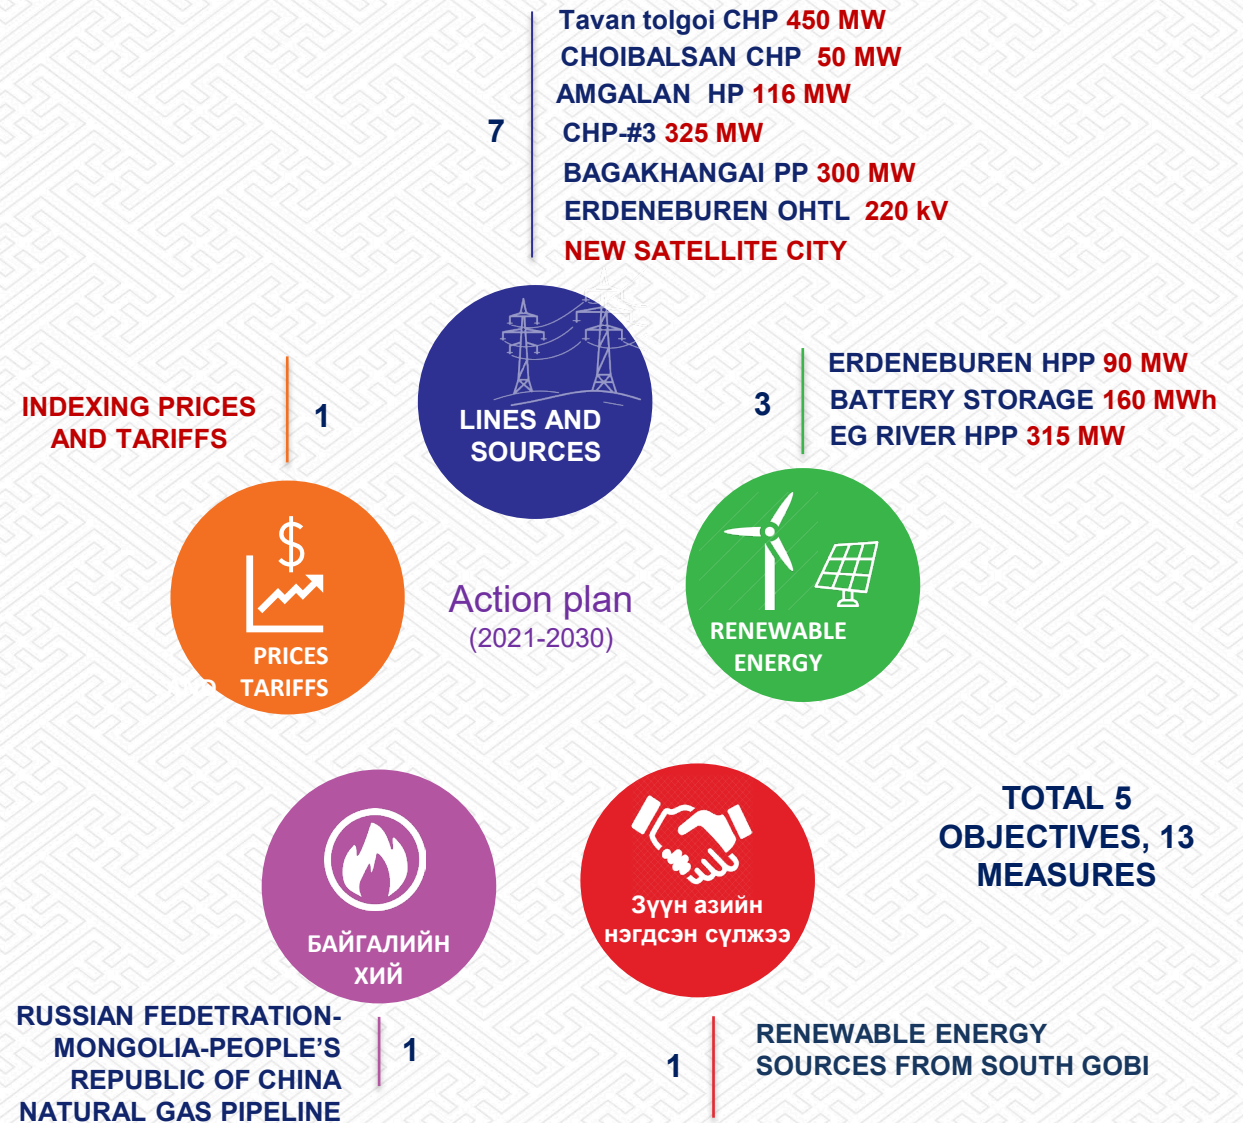 Tavan tolgoi CHP 450 MW
CHOIBALSAN CHP 50 MW
AMGALAN HP 116 MW
7
CHP-#3 325 MW
BAGAKHANGAI PP 300 MW
ERDENEBUREN OHTL 220 kV
NEW SATELLITE CITY
LINES AND
SOURCES
INDEXING PRICES
AND TARIFFS
1
3
ERDENEBUREN HPP 90 MW
BATTERY STORAGE 160 MWh
EG RIVER HPP 315 MW
$
PRICES
TARIFFS
Action plan
(2021-2030)
RENEWABLE
ENERGY
БАЙГАЛИЙН
ХИЙ
Зүүн азийн
нэгдсэн сүлжээ
TOTAL 5
OBJECTIVES, 13
MEASURES
RUSSIAN FEDETRATION-
MONGOLIA-PEOPLE'S
REPUBLIC OF CHINA
NATURAL GAS PIPELINE
1
1
RENEWABLE ENERGY
SOURCES FROM SOUTH GOBI